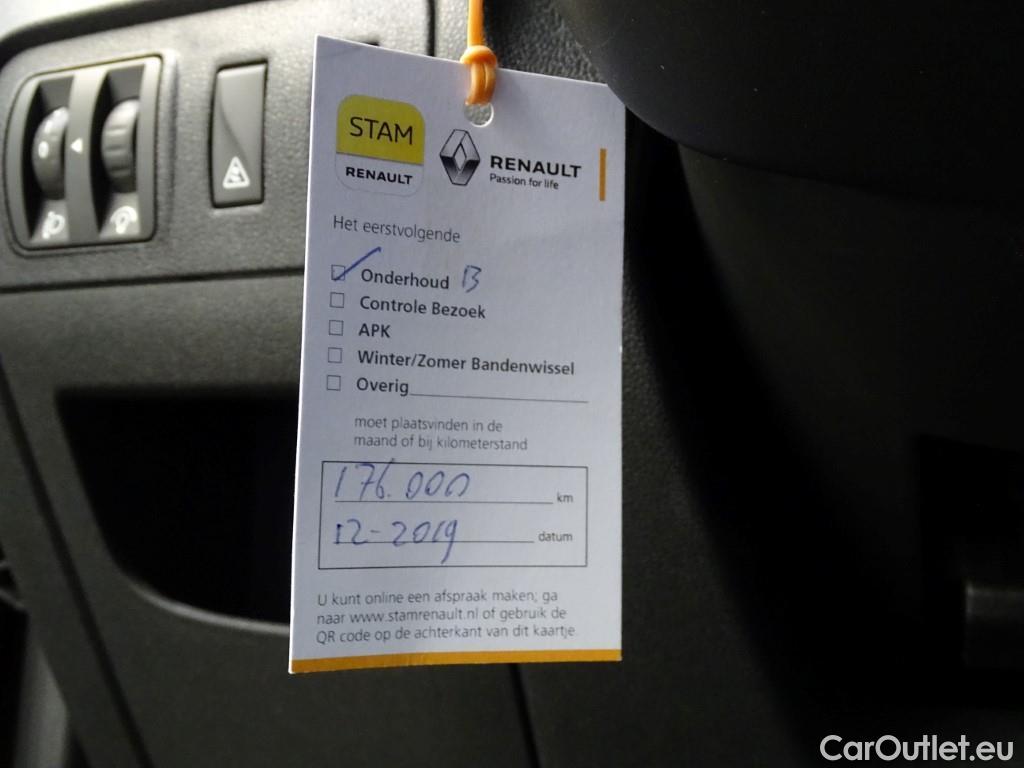 STAM
RENAULT
RENAULT
Passion for life
Het eerstvolgende
Onderhoud B
Controle Bezoek
APK
Winter/Zomer Bandenwissel
Overig
moet plaatsvinden in de
maand of bij kilometerstand
176.000 km
12-2019 datum
U kunt online een afspraak maken; ga
naar www.stamrenault.nl of gebruik de
QR code op de achterkant van dit kaartje.
0
CarOutlet.eu